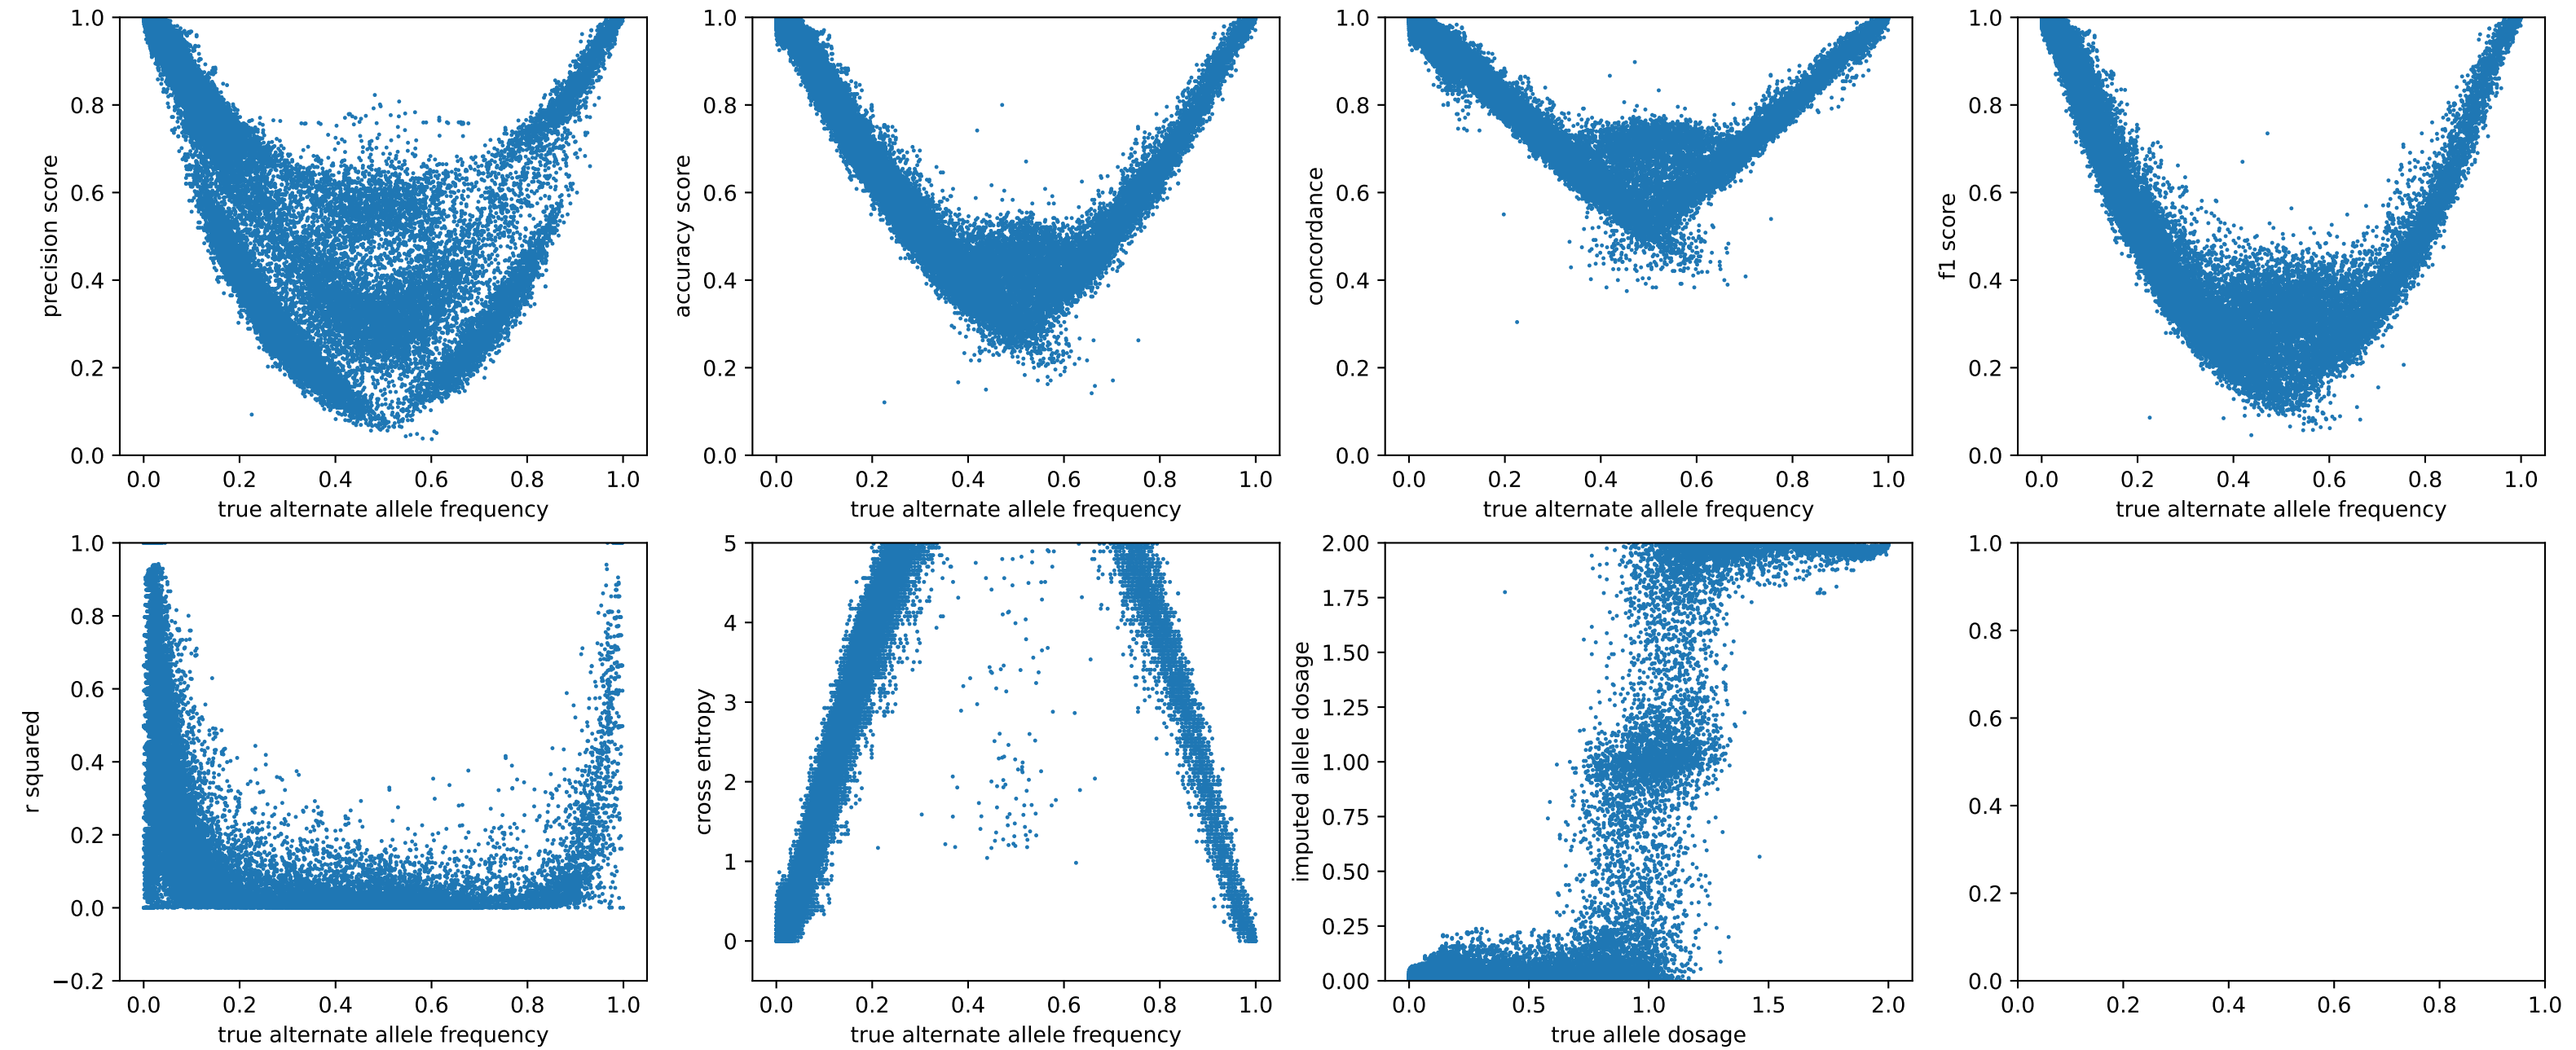 precision score
1.0
0.8
0.6
0.4
0.2
0.0
0.0 0.2 0.4 0.6 0.8 1.0
true alternate allele frequency
accuracy score
1.0
0.8
0.6
0.4
0.2
0.0
0.0 0.2 0.4 0.6 0.8 1.0
true alternate allele frequency
concordance
1.0
0.8
0.6
0.4
0.2
0.0
0.0 0.2 0.4 0.6 0.8 1.0
true alternate allele frequency
f1 score
1.0
0.8
0.6
0.4
0.2
0.0
0.0 0.2 0.4 0.6 0.8 1.0
true alternate allele frequency
r squared
1.0
0.8
0.6
0.4
0.2
0.0
−0.2
0.0 0.2 0.4 0.6 0.8 1.0
true alternate allele frequency
cross entropy
5
4
3
2
1
0
0.0 0.2 0.4 0.6 0.8 1.0
true alternate allele frequency
imputed allele dosage
2.00
1.75
1.50
1.25
1.00
0.75
0.50
0.25
0.00
0.0 0.5 1.0 1.5 2.0
true allele dosage
1.0
0.8
0.6
0.4
0.2
0.0
0.0 0.2 0.4 0.6 0.8 1.0